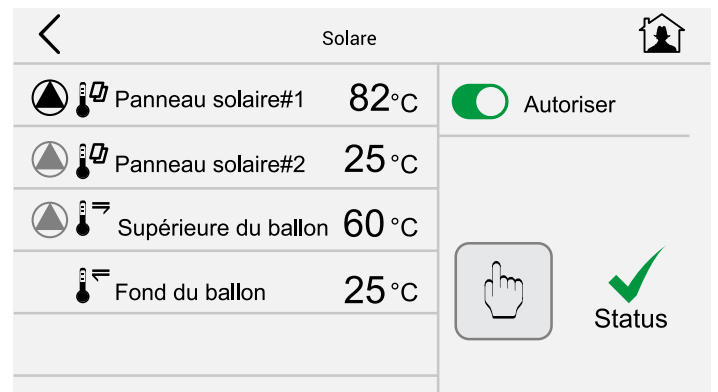 Solare
Panneau solaire#1 82°C
Autoriser
Panneau solaire#2 25°C
Supérieure du ballon 60°C
Fond du ballon 25°C
Status